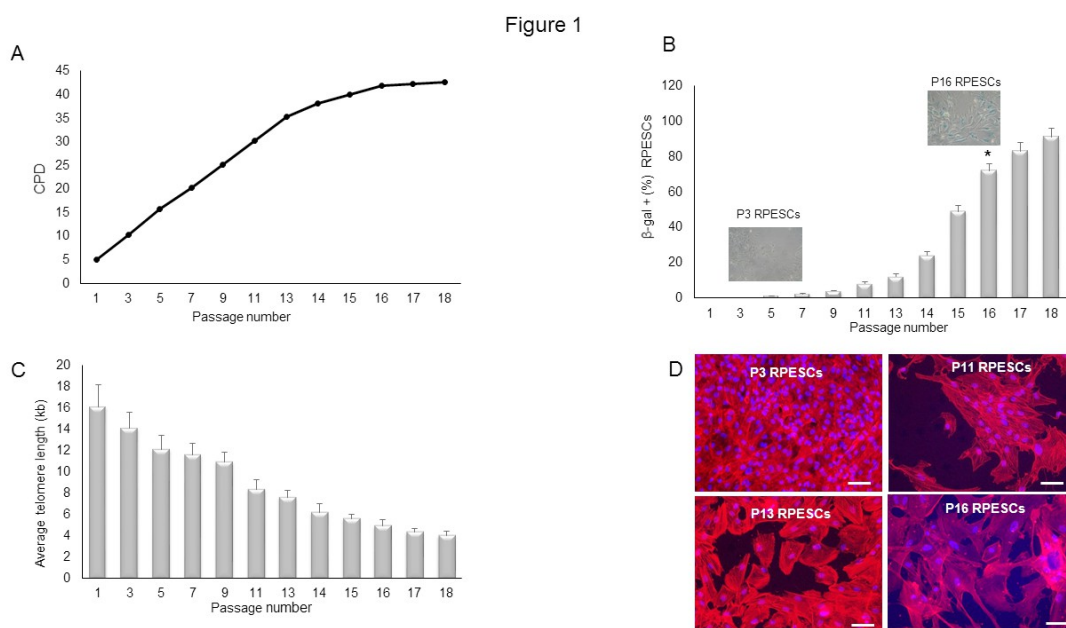 Figure 1
A
45
40
35
30
25
20
15
10
5
0
CPD
1 3 5 7 9 11 13 14 15 16 17 18
Passage number
B
120
100
80
60
40
20
0
β-gal + (%) RPESCs
P3 RPESCs
P16 RPESCs
*
1 3 5 7 9 11 13 14 15 16 17 18
Passage number
C
20
18
16
14
12
10
8
6
4
2
0
Average telomere length (kb)
1 3 5 7 9 11 13 14 15 16 17 18
Passage number
D
P3 RPESCs
P11 RPESCs
P13 RPESCs
P16 RPESCs